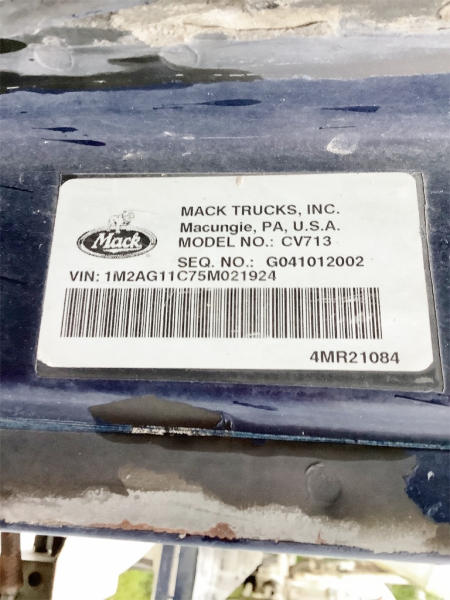 MACK TRUCKS, INC.
Macungie, PA, U.S.A.
Mack
MODEL NO.: CV713
SEQ. NO.: G041012002
VIN: 1M2AG11C75M021924
4MR21084